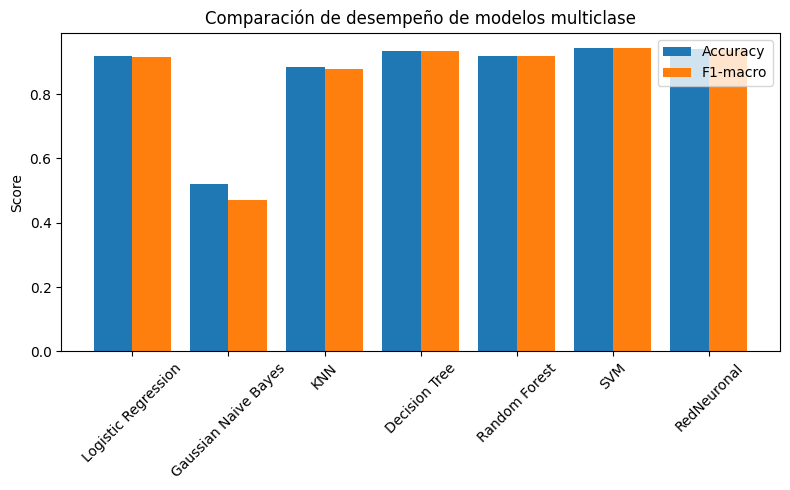 Comparación de desempeño de modelos multiclase
Accuracy
F1-macro
Score
0.8
0.6
0.4
0.2
0.0
Logistic Regression
Gaussian Naive Bayes
KNN
Decision Tree
Random Forest
SVM
RedNeuronal